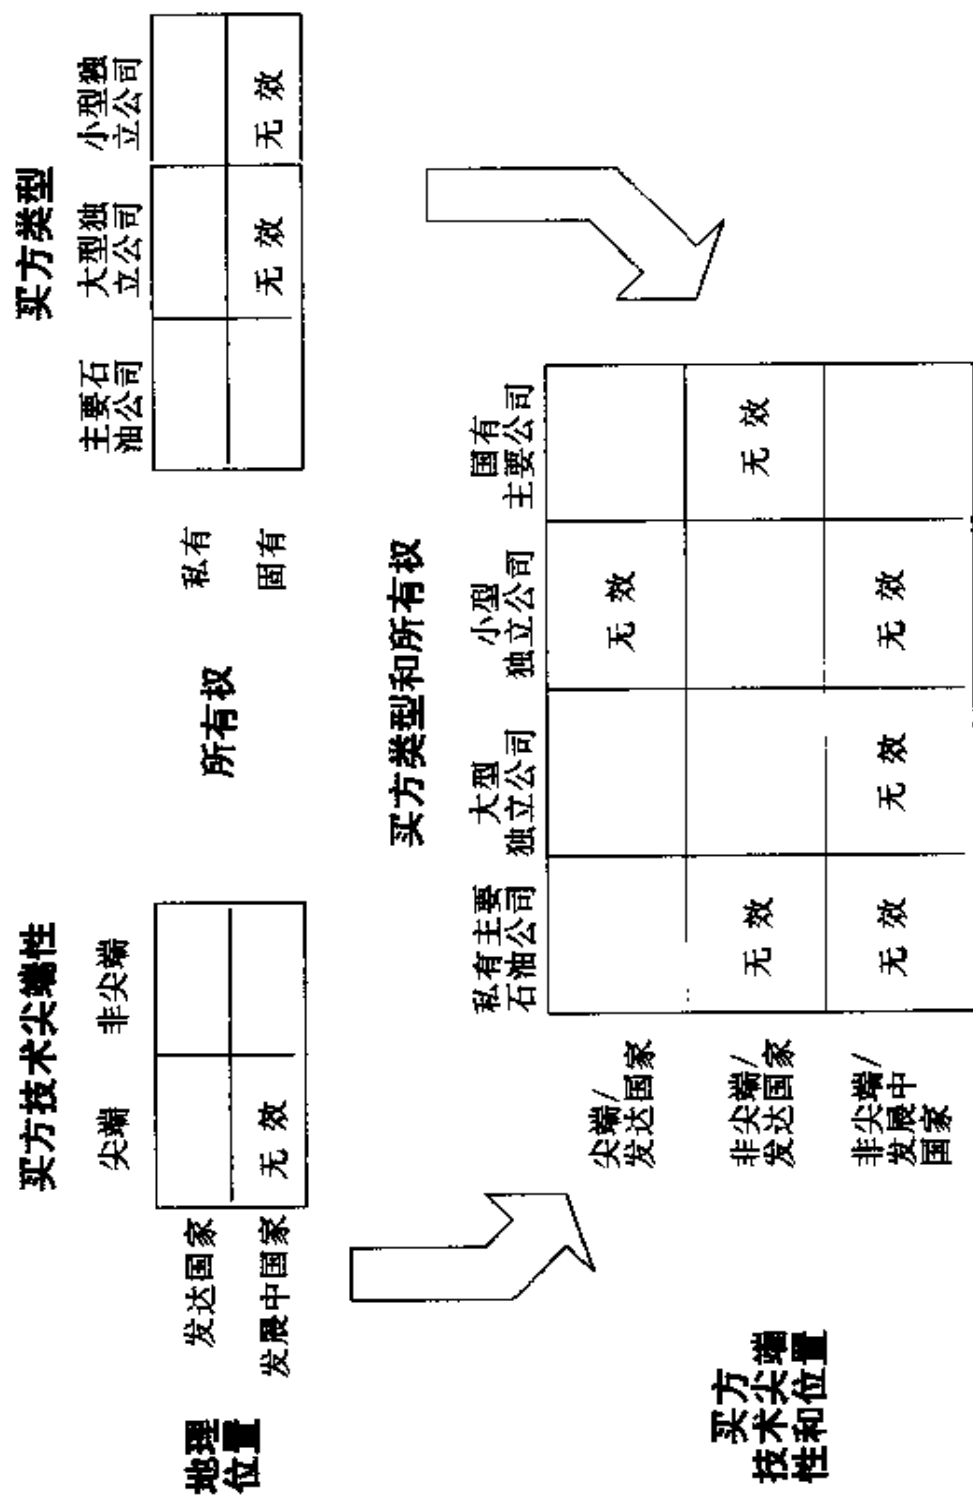 买方技术尖端性
尖端
非尖端
地理
位置
发达国家
发展中国家
无效
买方类型
主要石
油公司
大型独
立公司
小型独
立公司
所有权
私有
固有
无效
无效
买方类型和所有权
私有主要
石油公司
大型
独立公司
小型
独立公司
国有
主要公司
买方
技术尖端
性和位置
尖端/
发达国家
无效
非尖端/
发达国家
无效
无效
非尖端/
发展中
国家
无效
无效
无效